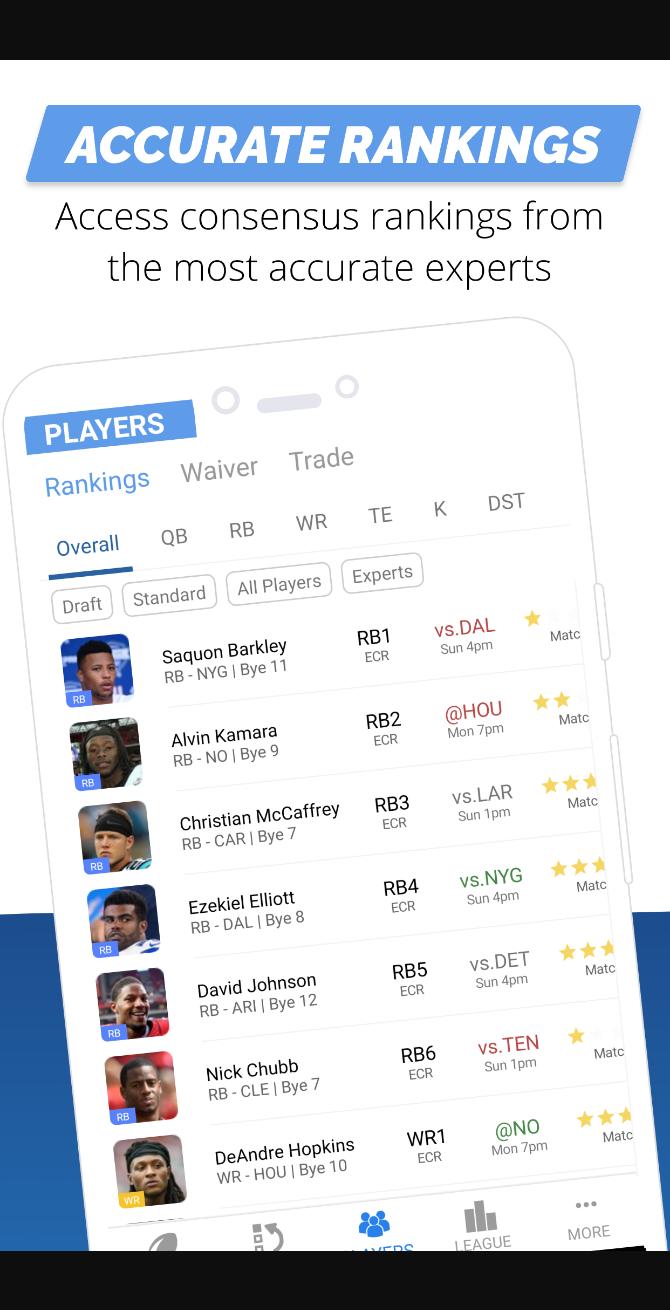 ACCURATE RANKINGS
Access consensus rankings from
the most accurate experts
PLAYERS
Rankings Waiver Trade
Overall QB RB WR TE K DST
Draft Standard All Players Experts
Saquon Barkley RB1 vs.DAL
RB - NYG | Bye 11 ECR Sun 4pm Matc
RB
Alvin Kamara RB2 @HOU
RB - NO | Bye 9 ECR Mon 7pm Matc
RB
Christian McCaffrey RB3 vs.LAR
RB - CAR | Bye 7 ECR Sun 1pm Matc
RB
Ezekiel Elliott RB4 vs.NYG
RB - DAL | Bye 8 ECR Sun 4pm Matc
RB
David Johnson RB5 vs.DET
RB - ARI | Bye 12 ECR Sun 4pm Matc
RB
Nick Chubb RB6 vs.TEN
RB - CLE | Bye 7 ECR Sun 1pm Matc
RB
DeAndre Hopkins WR1 @NO
WR - HOU | Bye 10 ECR Mon 7pm Matc
WR
PLAYERS LEAGUE MORE